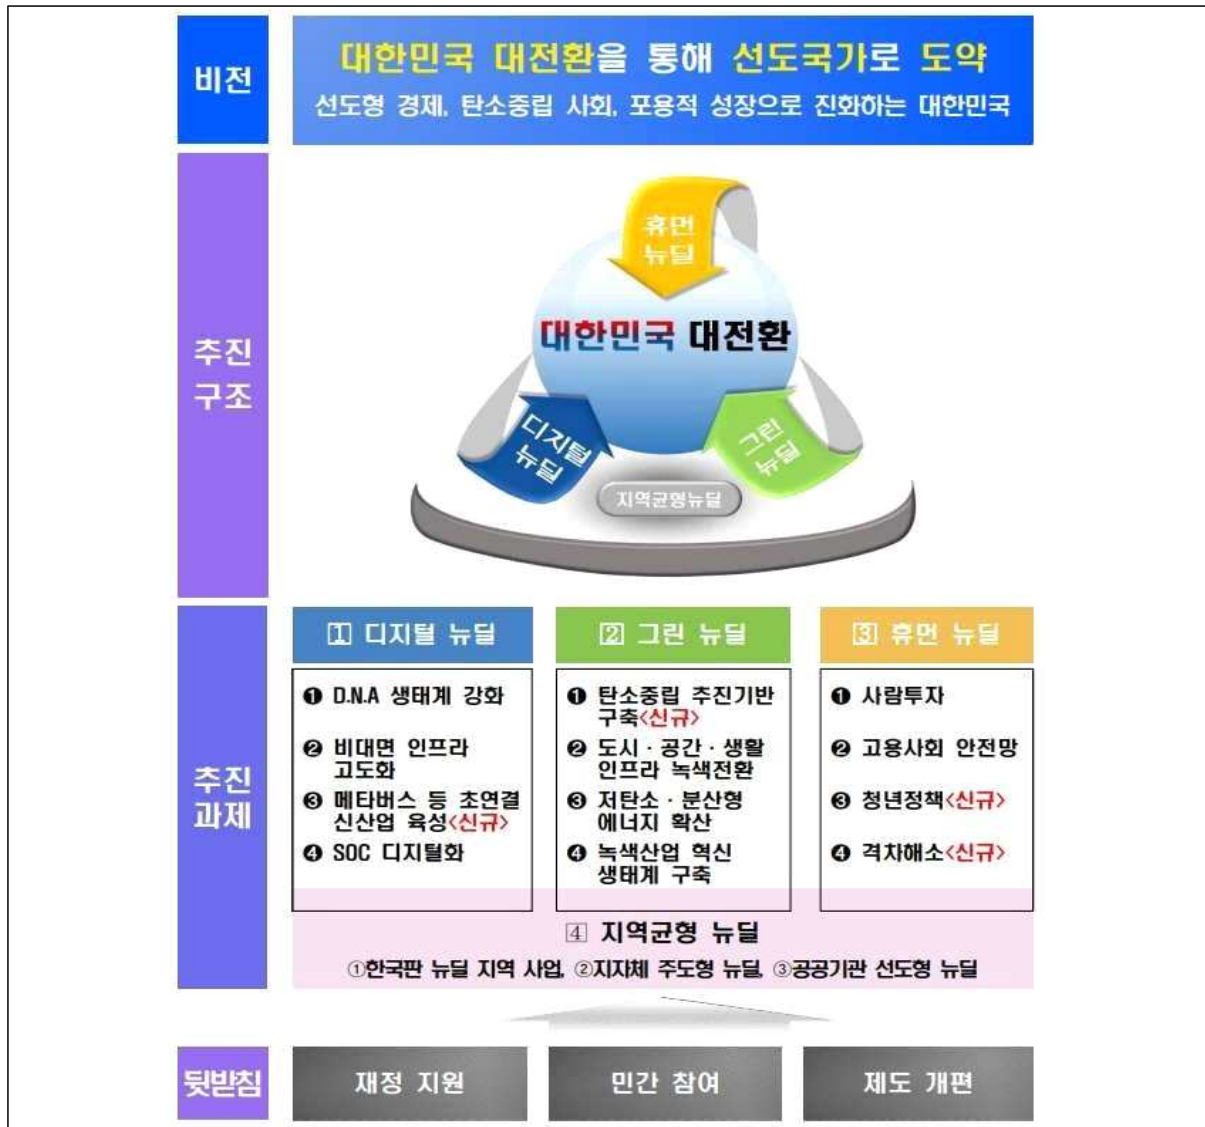 비전
대한민국 대전환을 통해 선도국가로 도약
선도형 경제, 탄소중립 사회, 포용적 성장으로 진화하는 대한민국
추진
구조
휴먼
뉴딜
대한민국 대전환
디지털
뉴딜
그린
뉴딜
지역균형뉴딜
추진
과제
1 디지털 뉴딜
❶ D.N.A 생태계 강화
❷ 비대면 인프라
고도화
❸ 메타버스 등 초연결
신산업 육성<신규>
❹ SOC 디지털화
2 그린 뉴딜
❶ 탄소중립 추진기반
구축<신규>
❷ 도시·공간·생활
인프라 녹색전환
❸ 저탄소·분산형
에너지 확산
❹ 녹색산업 혁신
생태계 구축
3 휴먼 뉴딜
❶ 사람투자
❷ 고용사회 안전망
❸ 청년정책<신규>
❹ 격차해소<신규>
4 지역균형 뉴딜
①한국판 뉴딜 지역 사업, ②지자체 주도형 뉴딜, ③공공기관 선도형 뉴딜
뒷받침
재정 지원
민간 참여
제도 개편